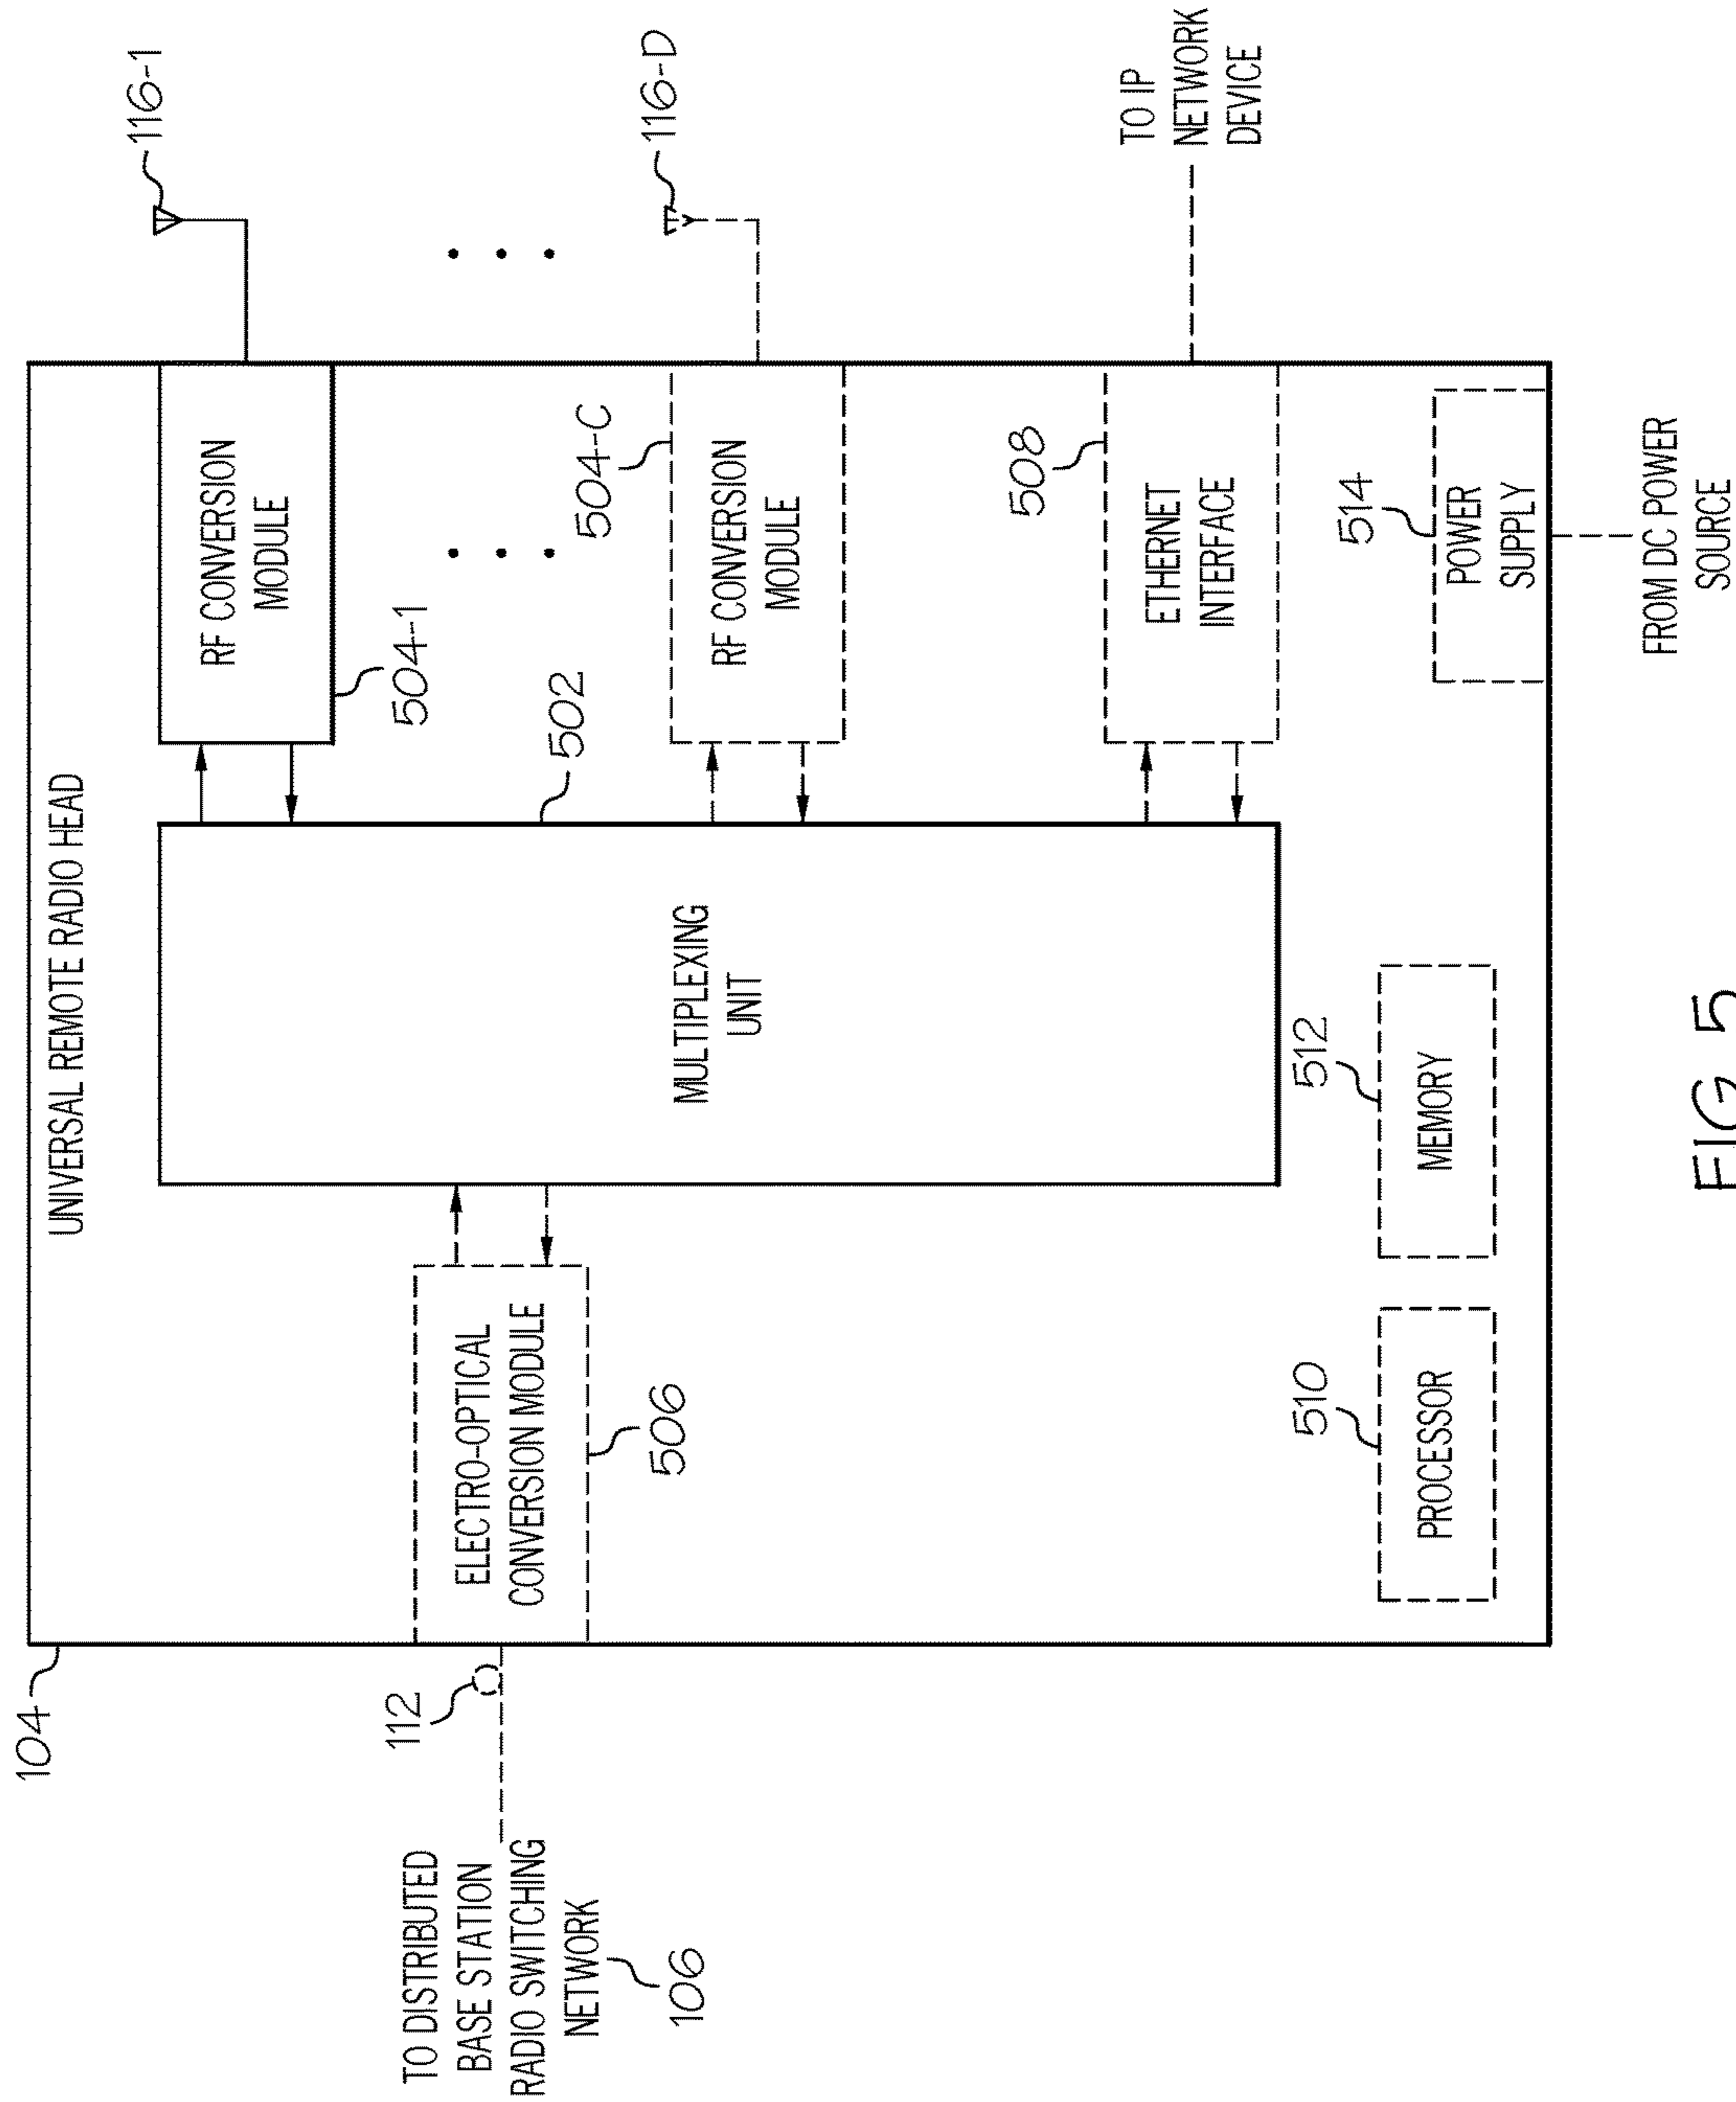 104
UNIVERSAL REMOTE RADIO HEAD
TO DISTRIBUTED
BASE STATION
RADIO SWITCHING
NETWORK
106
112
ELECTRO-OPTICAL
CONVERSION MODULE
506
MULTIPLEXING
UNIT
502
RF CONVERSION
MODULE
504-1
116-1
504-C
RF CONVERSION
MODULE
116-D
508
ETHERNET
INTERFACE
TO IP
NETWORK
DEVICE
510
PROCESSOR
512
MEMORY
514
POWER
SUPPLY
FROM DC POWER
SOURCE
FIG 5